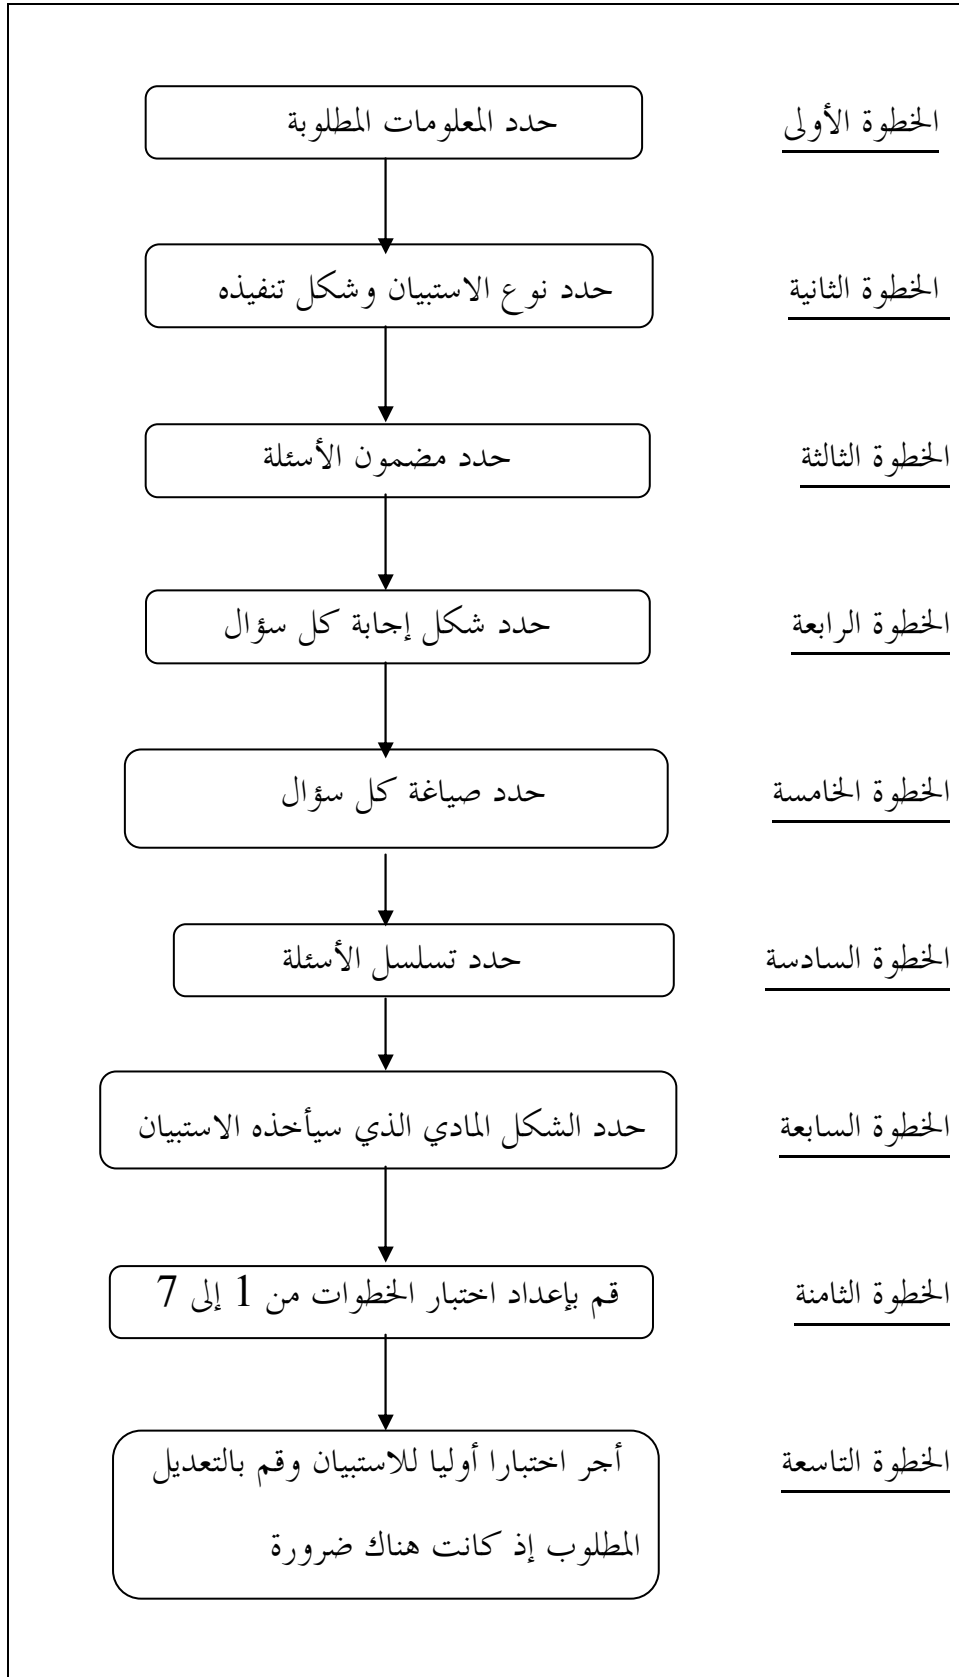 الخطوة الأولى
حدد المعلومات المطلوبة
الخطوة الثانية
حدد نوع الاستبيان وشكل تنفيذه
الخطوة الثالثة
حدد مضمون الأسئلة
الخطوة الرابعة
حدد شكل إجابة كل سؤال
الخطوة الخامسة
حدد صياغة كل سؤال
الخطوة السادسة
حدد تسلسل الأسئلة
الخطوة السابعة
حدد الشكل المادي الذي سيأخذه الاستبيان
الخطوة الثامنة
قم بإعداد اختبار الخطوات من 1 إلى 7
الخطوة التاسعة
أجر اختبارا أوليا للاستبيان وقم بالتعديل
المطلوب إذ كانت هناك ضرورة